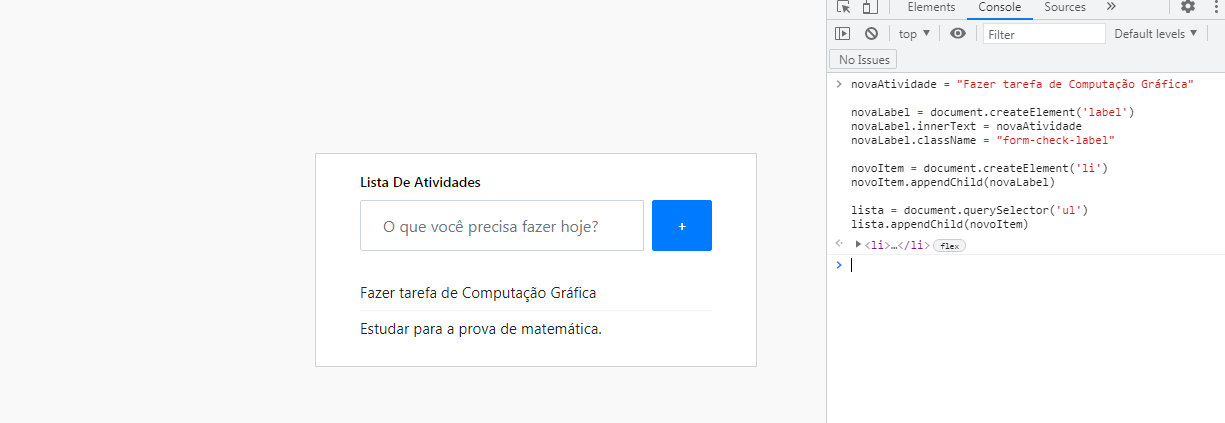 Lista De Atividades
O que você precisa fazer hoje?
+
Fazer tarefa de Computação Gráfica
Estudar para a prova de matemática.
Elements Console Sources »
top ▼ Filter Default levels ▼
No Issues
> novaAtividade = "Fazer tarefa de Computação Gráfica"
novaLabel = document.createElement('label')
novaLabel.innerText = novaAtividade
novaLabel.className = "form-check-label"
novoItem = document.createElement('li')
novoItem.appendChild(novaLabel)
lista = document.querySelector('ul')
lista.appendChild(novoItem)
<li>…</li> flex
>